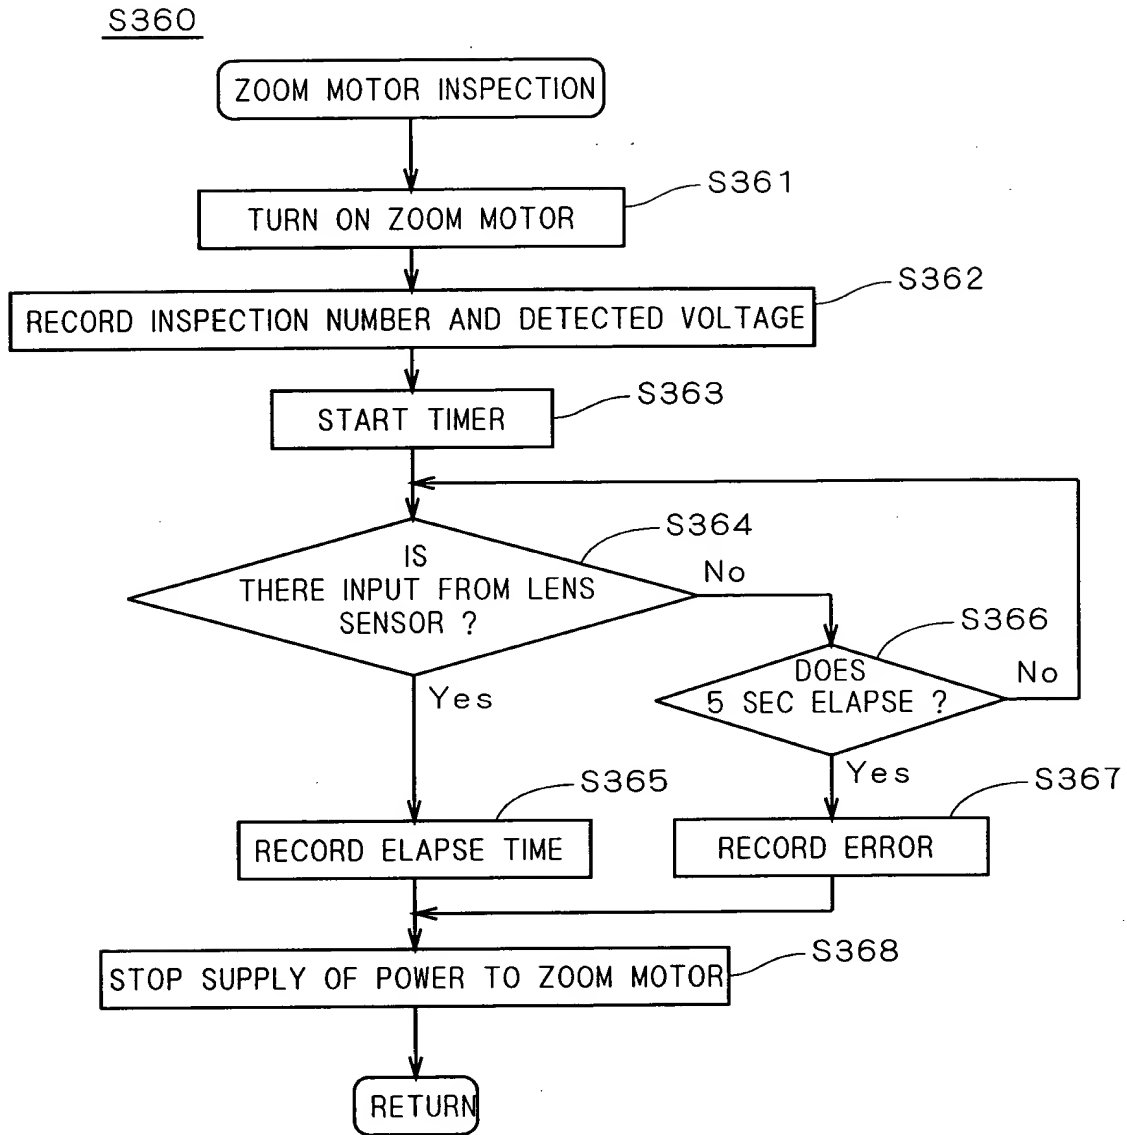 S360
ZOOM MOTOR INSPECTION
S361
TURN ON ZOOM MOTOR
S362
RECORD INSPECTION NUMBER AND DETECTED VOLTAGE
S363
START TIMER
S364
IS
THERE INPUT FROM LENS
SENSOR ?
No
Yes
S366
DOES
5 SEC ELAPSE ?
No
Yes
S365
RECORD ELAPSE TIME
S367
RECORD ERROR
S368
STOP SUPPLY OF POWER TO ZOOM MOTOR
RETURN